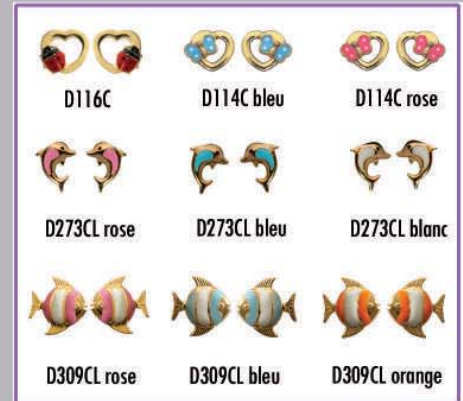 D116C D114C bleu D114C rose
D273CL rose D273CL bleu D273CL blanc
D309CL rose D309CL bleu D309CL orange